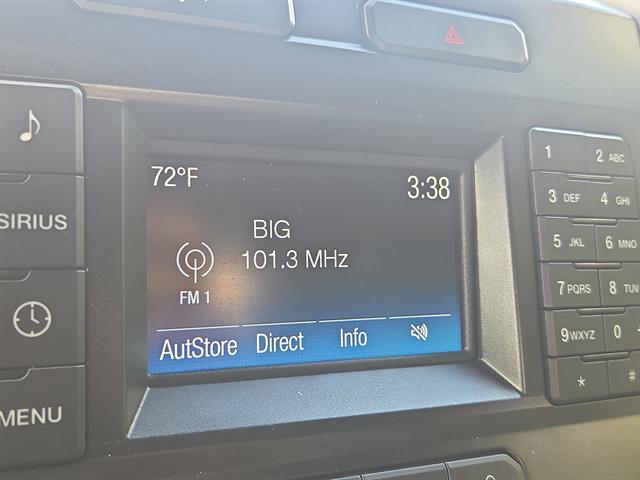 72°F 3:38
BIG
101.3 MHz
FM 1
AutStore Direct Info
SIRIUS
MENU
1 2 ABC
3 DEF 4 GHI
5 JKL 6 MNO
7 PQRS 8 TUV
9 WXYZ 0
* #